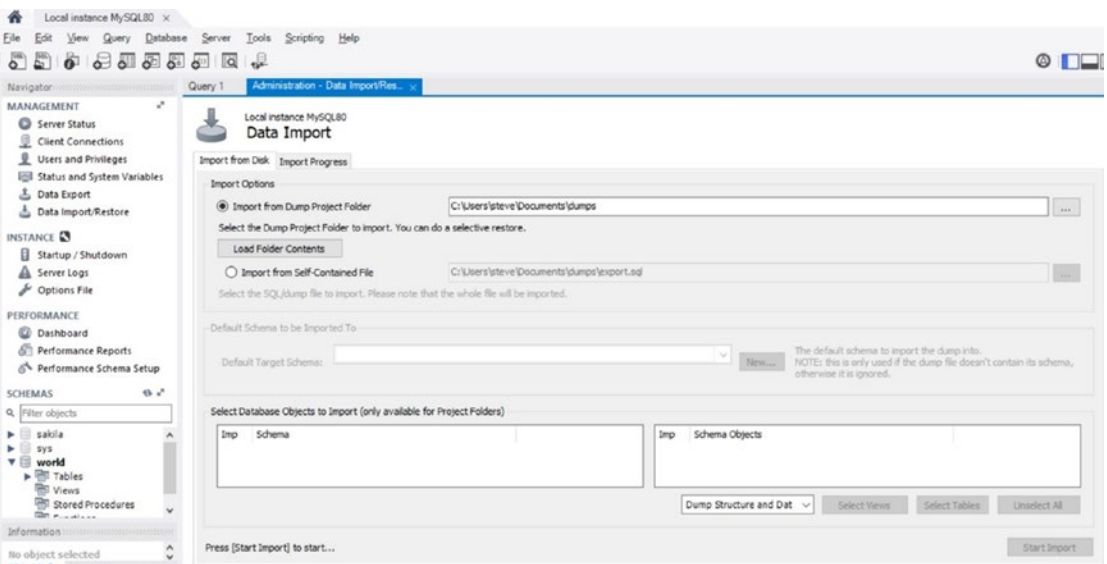 Local instance MySQL80 ×
File Edit View Query Database Server Tools Scripting Help
Navigator
MANAGEMENT
Server Status
Client Connections
Users and Privileges
Status and System Variables
Data Export
Data Import/Restore
INSTANCE
Startup / Shutdown
Server Logs
Options File
PERFORMANCE
Dashboard
Performance Reports
Performance Schema Setup
SCHEMAS
Filter objects
sakila
sys
world
Tables
Views
Stored Procedures
Information
No object selected
Query 1 Administration - Data Import/Res... ×
Local instance MySQL80
Data Import
Import from Disk Import Progress
Import Options
Import from Dump Project Folder C:\Users\steve\Documents\dumps ...
Select the Dump Project Folder to import. You can do a selective restore.
Load Folder Contents
Import from Self-Contained File C:\Users\steve\Documents\dumps\export.sql ...
Select the SQL/dump file to import. Please note that the whole file will be imported.
Default Schema to be Imported To
Default Target Schema: New... The default schema to import the dump into.
NOTE: this is only used if the dump file doesn't contain its schema,
otherwise it is ignored.
Select Database Objects to Import (only available for Project Folders)
Imp Schema Imp Schema Objects
Dump Structure and Dat Select Views Select Tables Unselect All
Press [Start Import] to start... Start Import